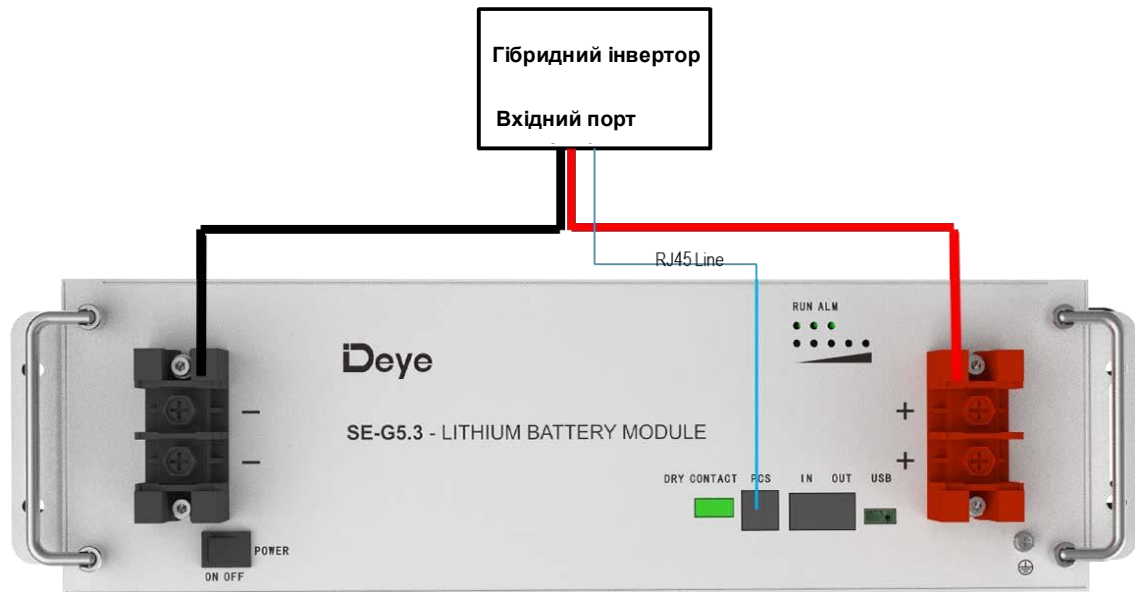 Гібридний інвертор
Вхідний порт
RJ45 Line
RUN ALM
Deye
SE-G5.3 - LITHIUM BATTERY MODULE
DRY CONTACT PCS IN OUT USB
POWER
ON OFF